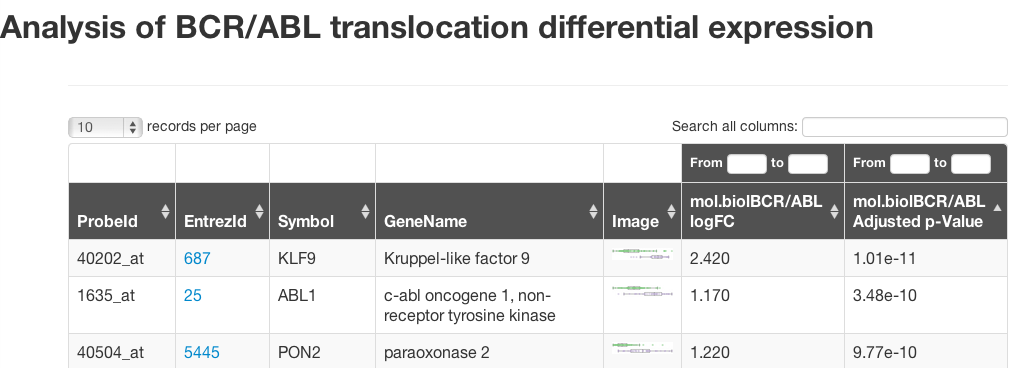 Analysis of BCR/ABL translocation differential expression
10 records per page
Search all columns:
From to From to
ProbeId EntrezId Symbol GeneName Image mol.biolBCR/ABL logFC mol.biolBCR/ABL Adjusted p-Value
40202_at 687 KLF9 Kruppel-like factor 9 2.420 1.01e-11
1635_at 25 ABL1 c-abl oncogene 1, non- 1.170 3.48e-10
receptor tyrosine kinase
40504_at 5445 PON2 paraoxonase 2 1.220 9.77e-10